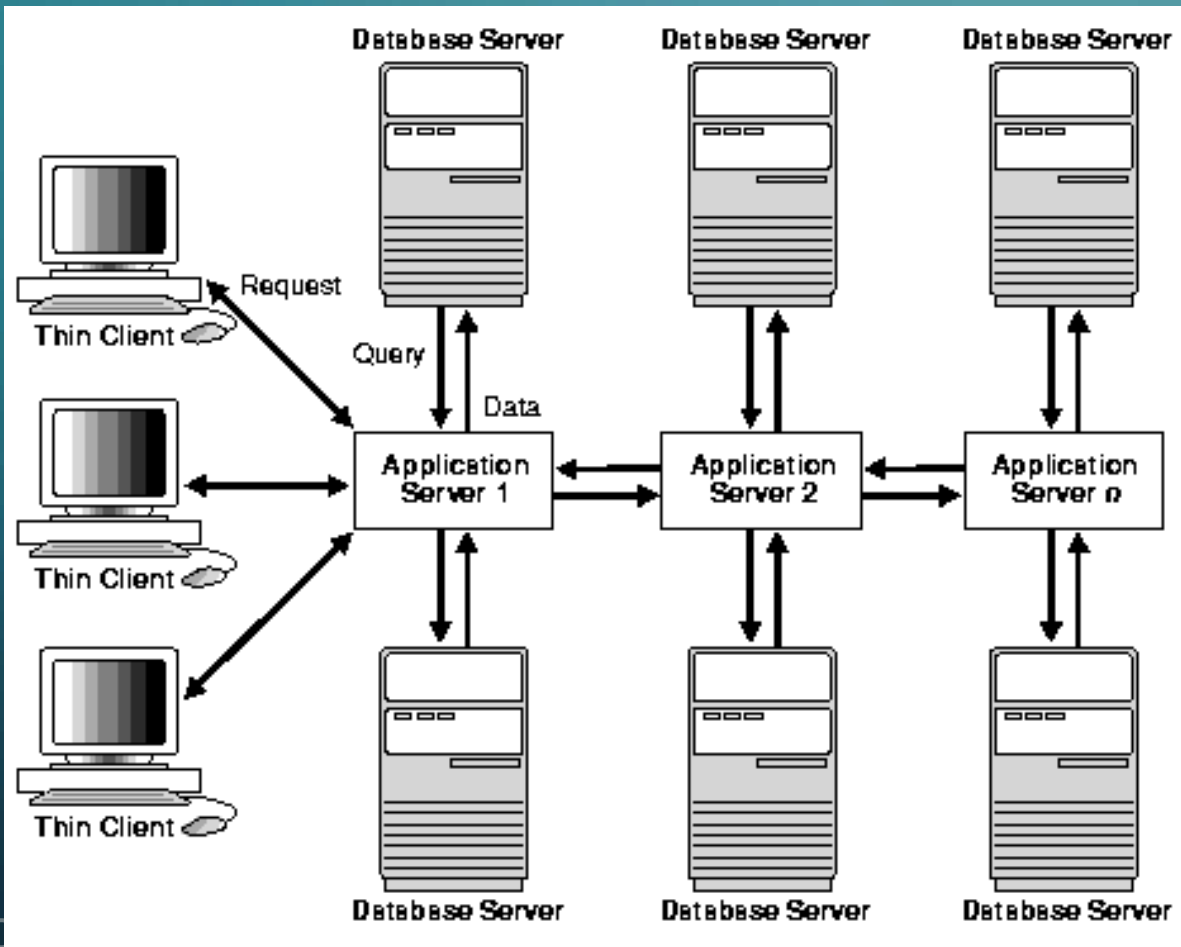 Database Server
Database Server
Database Server
Request
Thin Client
Query
Data
Application
Server 1
Application
Server 2
Application
Server n
Thin Client
Thin Client
Database Server
Database Server
Database Server